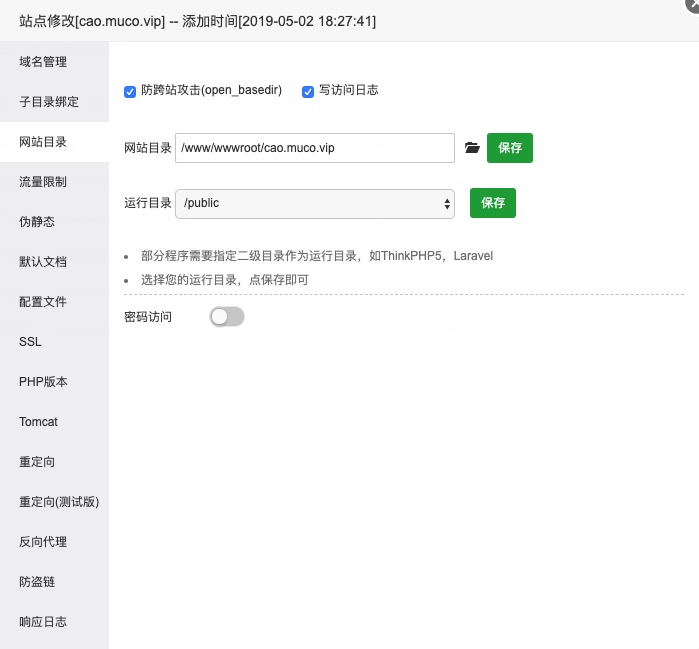 站点修改[cao.muco.vip] -- 添加时间[2019-05-02 18:27:41]
域名管理
子目录绑定
网站目录
流量限制
伪静态
默认文档
配置文件
SSL
PHP版本
Tomcat
重定向
重定向(测试版)
反向代理
防盗链
响应日志
防跨站攻击(open_basedir) 写访问日志
网站目录 /www/wwwroot/cao.muco.vip 保存
运行目录 /public 保存
部分程序需要指定二级目录作为运行目录，如ThinkPHP5，Laravel
选择您的运行目录，点保存即可
密码访问